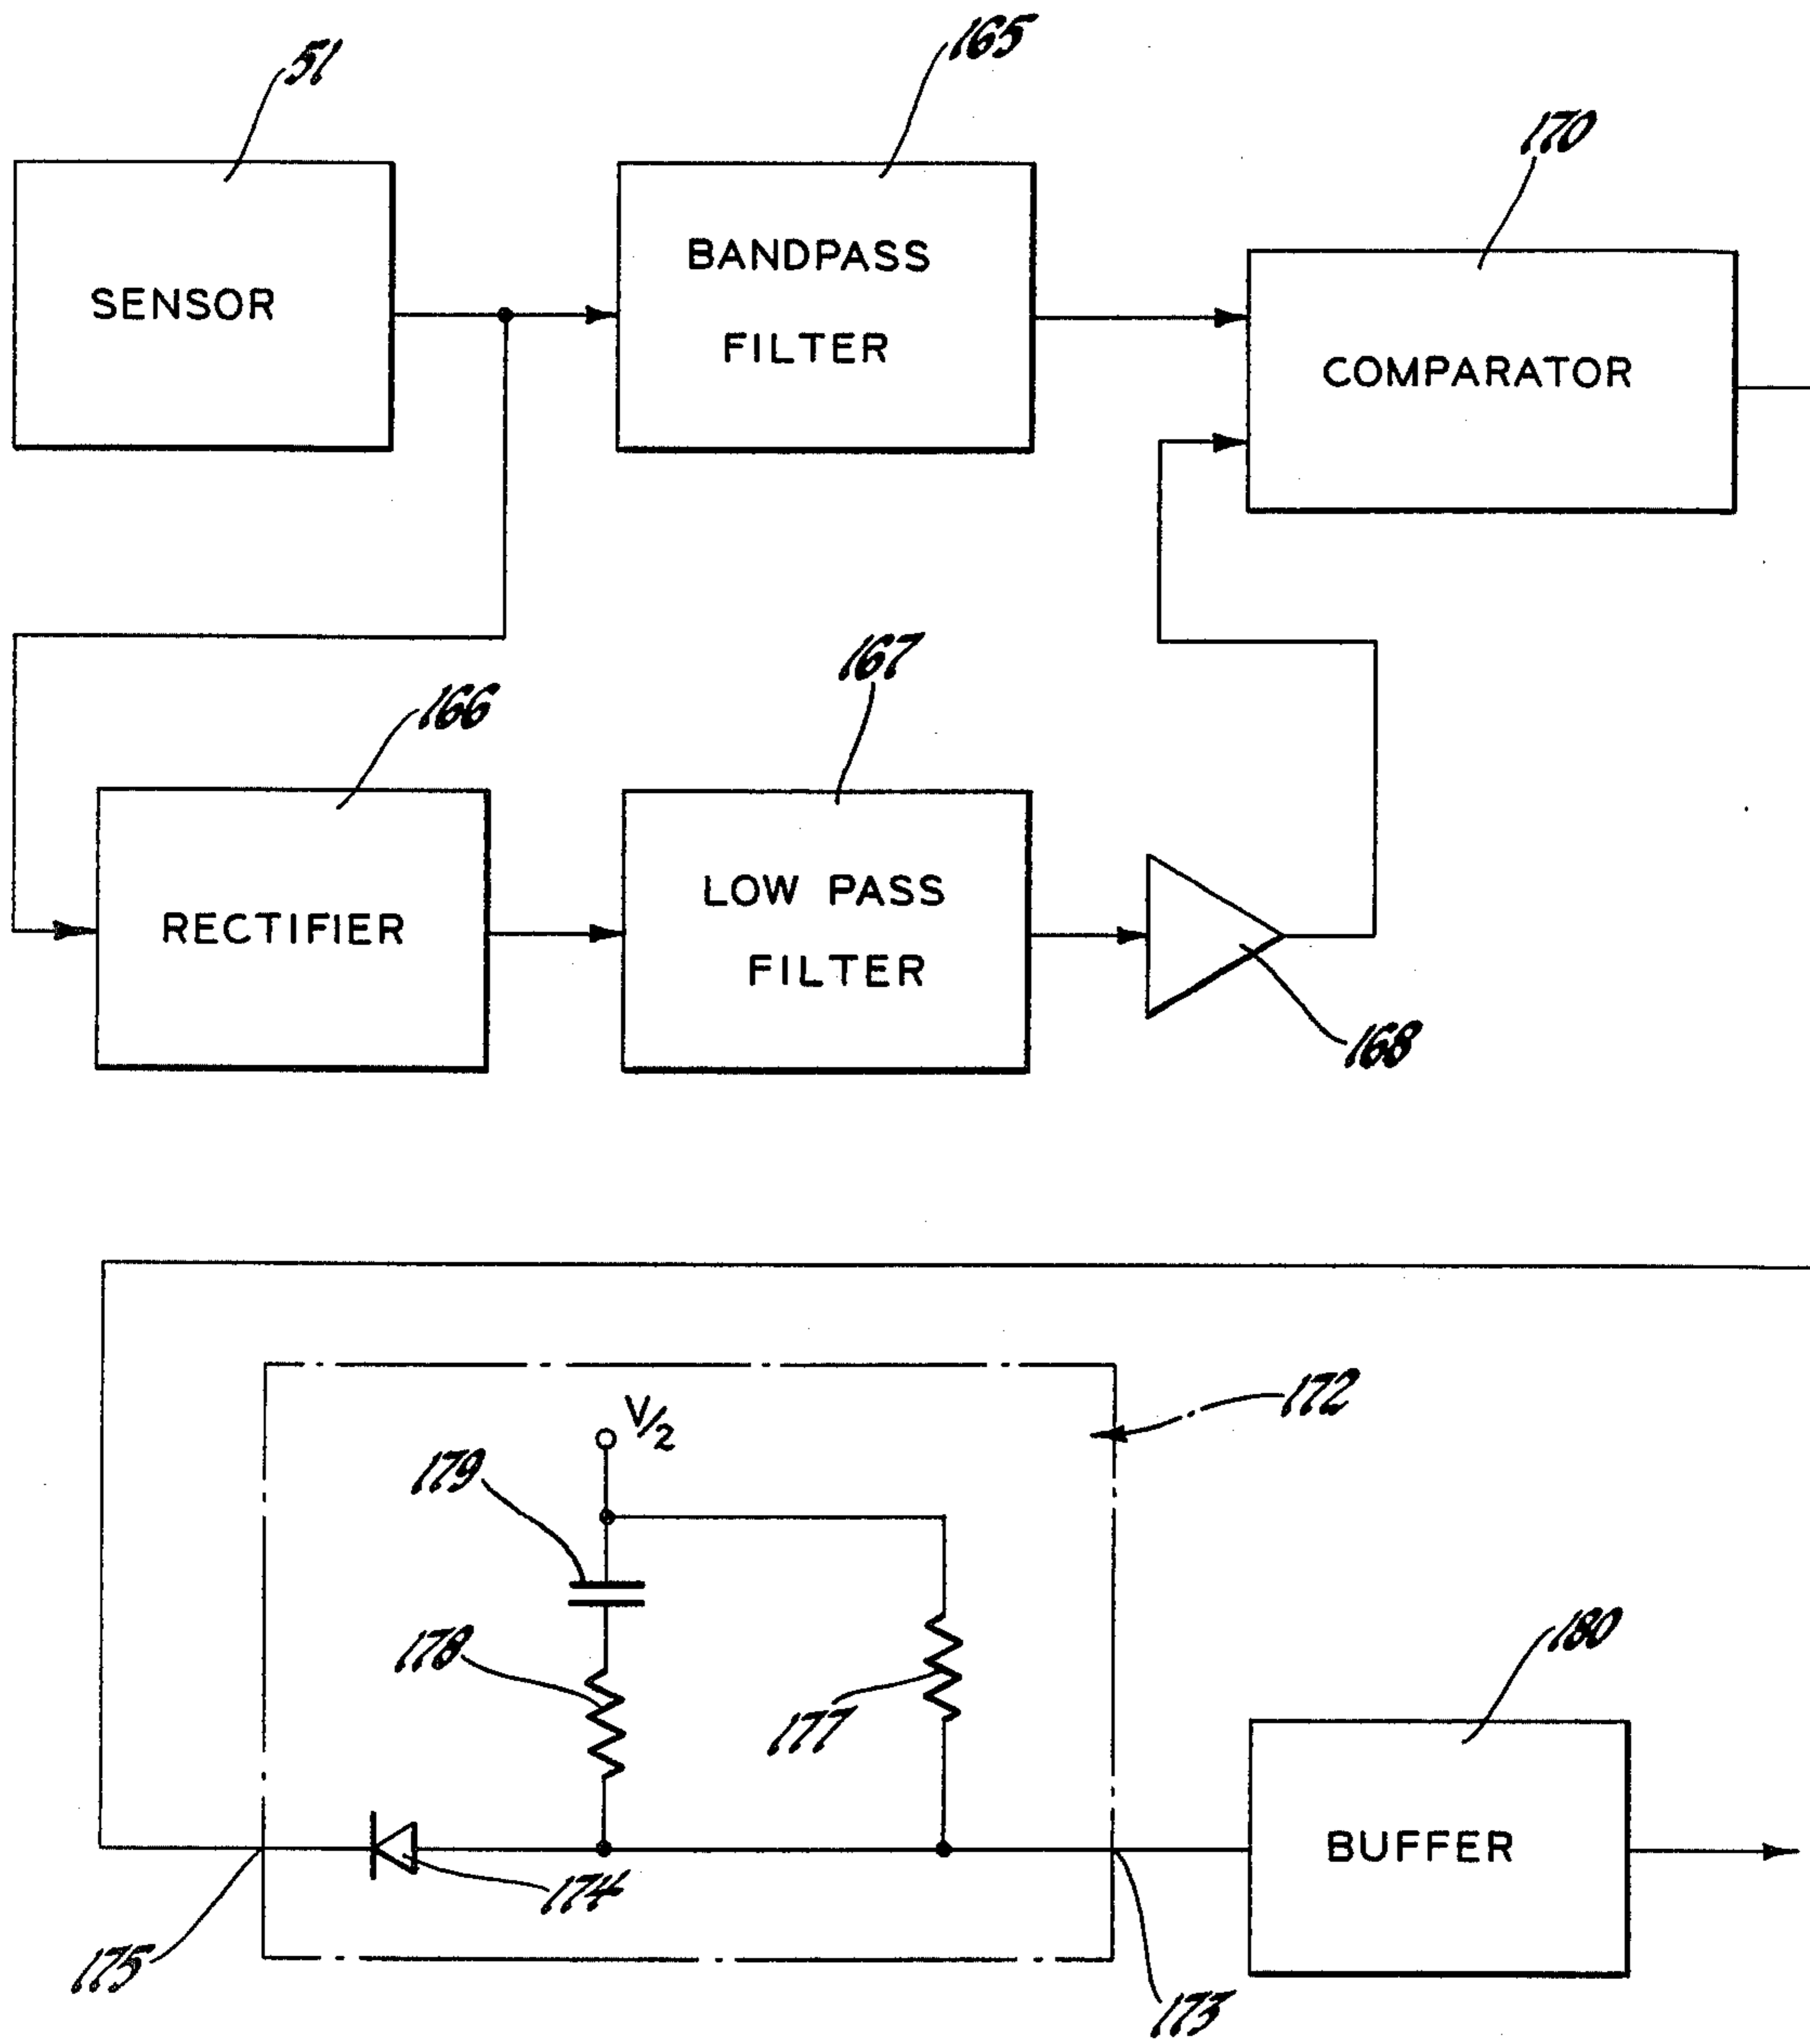 51
165
170
SENSOR
BANDPASS
FILTER
COMPARATOR
166
167
RECTIFIER
LOW PASS
FILTER
168
V/2
172
179
178
177
180
BUFFER
174
175
173